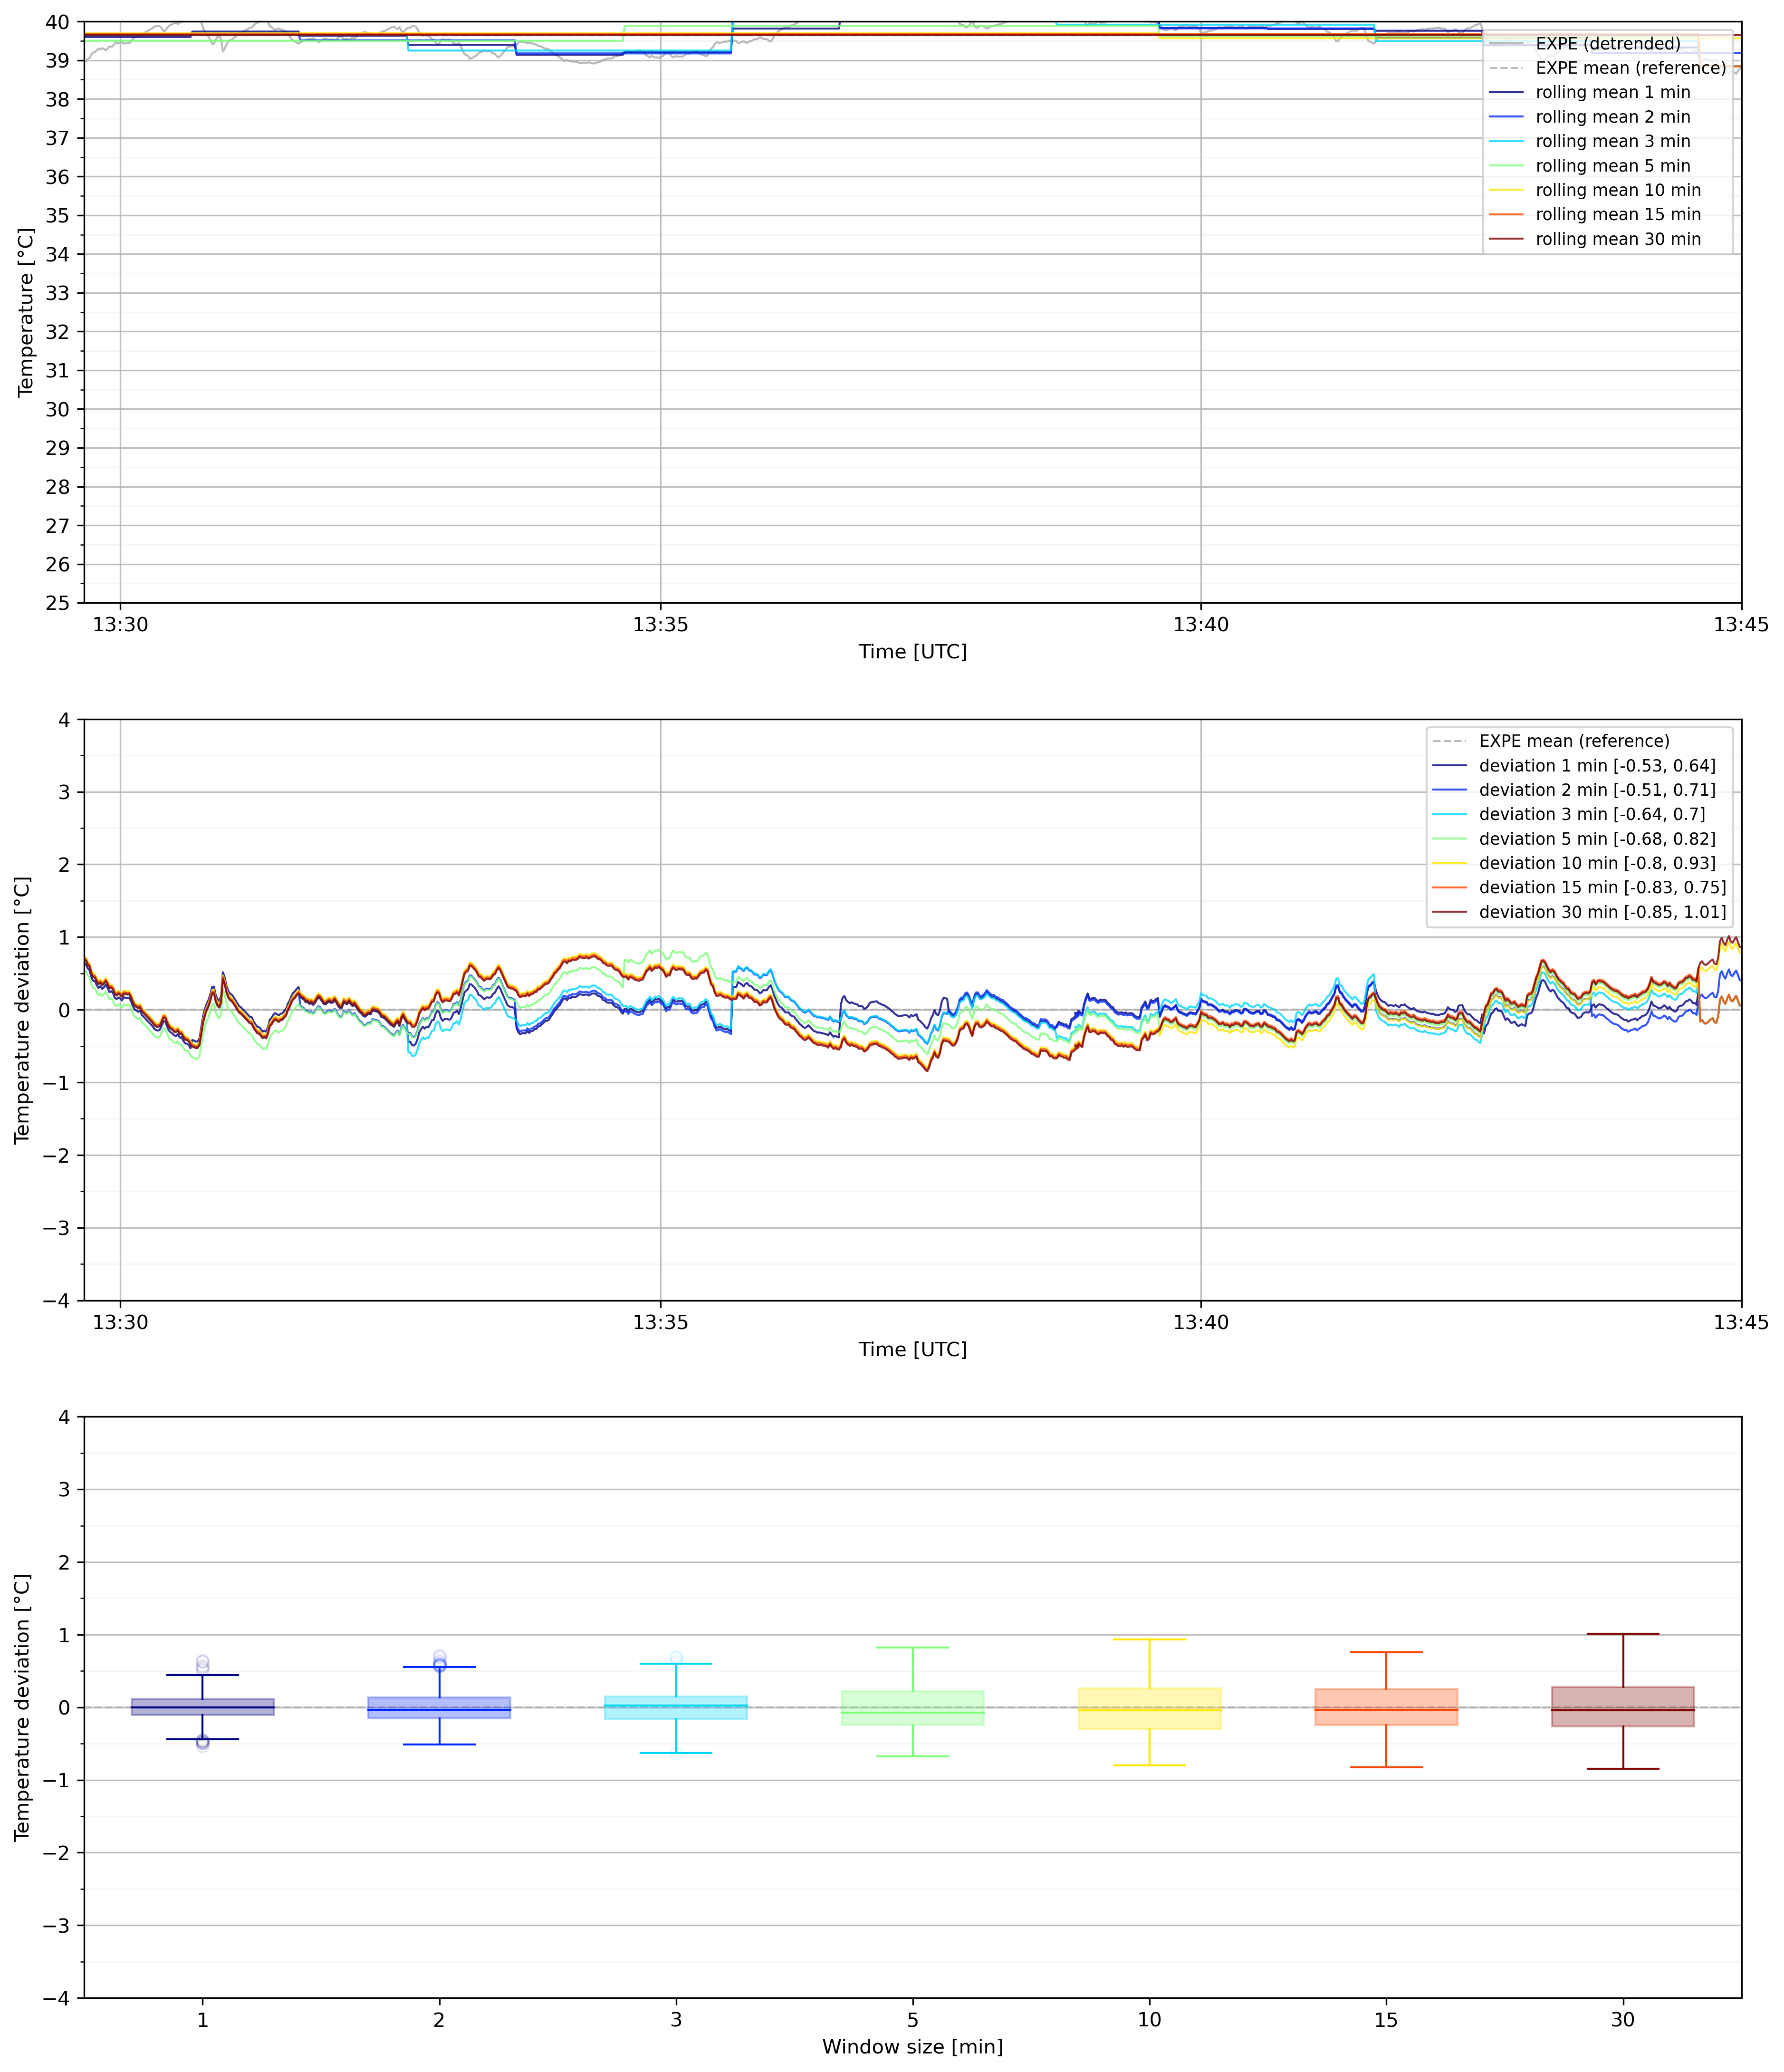 40
39
38
37
36
35
34
33
32
31
30
29
28
27
26
25
Temperature [°C]
EXPE (detrended)
EXPE mean (reference)
rolling mean 1 min
rolling mean 2 min
rolling mean 3 min
rolling mean 5 min
rolling mean 10 min
rolling mean 15 min
rolling mean 30 min
13:30 13:35 13:40 13:45
Time [UTC]
4
3
2
1
0
−1
−2
−3
−4
Temperature deviation [°C]
EXPE mean (reference)
deviation 1 min [-0.53, 0.64]
deviation 2 min [-0.51, 0.71]
deviation 3 min [-0.64, 0.7]
deviation 5 min [-0.68, 0.82]
deviation 10 min [-0.8, 0.93]
deviation 15 min [-0.83, 0.75]
deviation 30 min [-0.85, 1.01]
13:30 13:35 13:40 13:45
Time [UTC]
4
3
2
1
0
−1
−2
−3
−4
Temperature deviation [°C]
1 2 3 5 10 15 30
Window size [min]